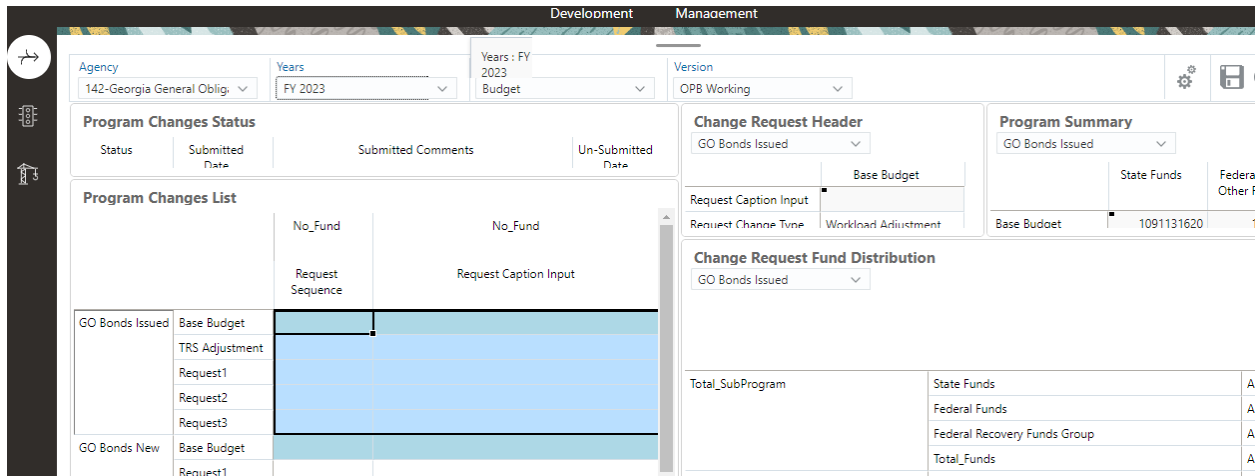 Development Management
Agency
142-Georgia General Oblig
Years
FY 2023
Years : FY
2023
Budget
Version
OPB Working
Program Changes Status
Status
Submitted
Date
Submitted Comments
Un-Submitted
Date
Program Changes List
No_Fund No_Fund
Request
Sequence
Request Caption Input
GO Bonds Issued Base Budget
TRS Adjustment
Request1
Request2
Request3
GO Bonds New Base Budget
Request1
Change Request Header
GO Bonds Issued
Base Budget
Request Caption Input
Request Change Type Workload Adjustment
Program Summary
GO Bonds Issued
State Funds
Federa
Other F
Base Budget 1091131620 1
Change Request Fund Distribution
GO Bonds Issued
Total_SubProgram State Funds A
Federal Funds A
Federal Recovery Funds Group A
Total_Funds A